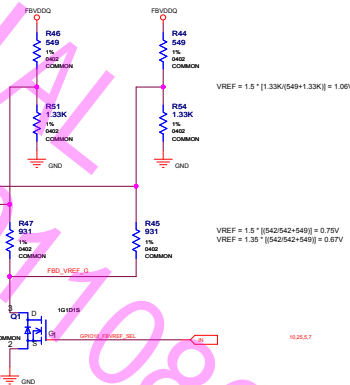 FBVDDQ
FBVDDQ
R46
549
1%
0402
COMMON
R44
549
1%
0402
COMMON
VREF = 1.5 * [1.33K/(549+1.33K)] = 1.06V
R51
1.33K
1%
0402
COMMON
R54
1.33K
1%
0402
COMMON
GND
GND
R47
931
1%
0402
COMMON
R45
931
1%
0402
COMMON
VREF = 1.5 * [(542/542+549)] = 0.75V
VREF = 1.35 * [(542/542+549)] = 0.67V
FBD_VREF_Q
3
D
Q1
1G1D1S
G
S
2
GPIO10_FBVREF_SEL
IN
10.25.5.7
GND